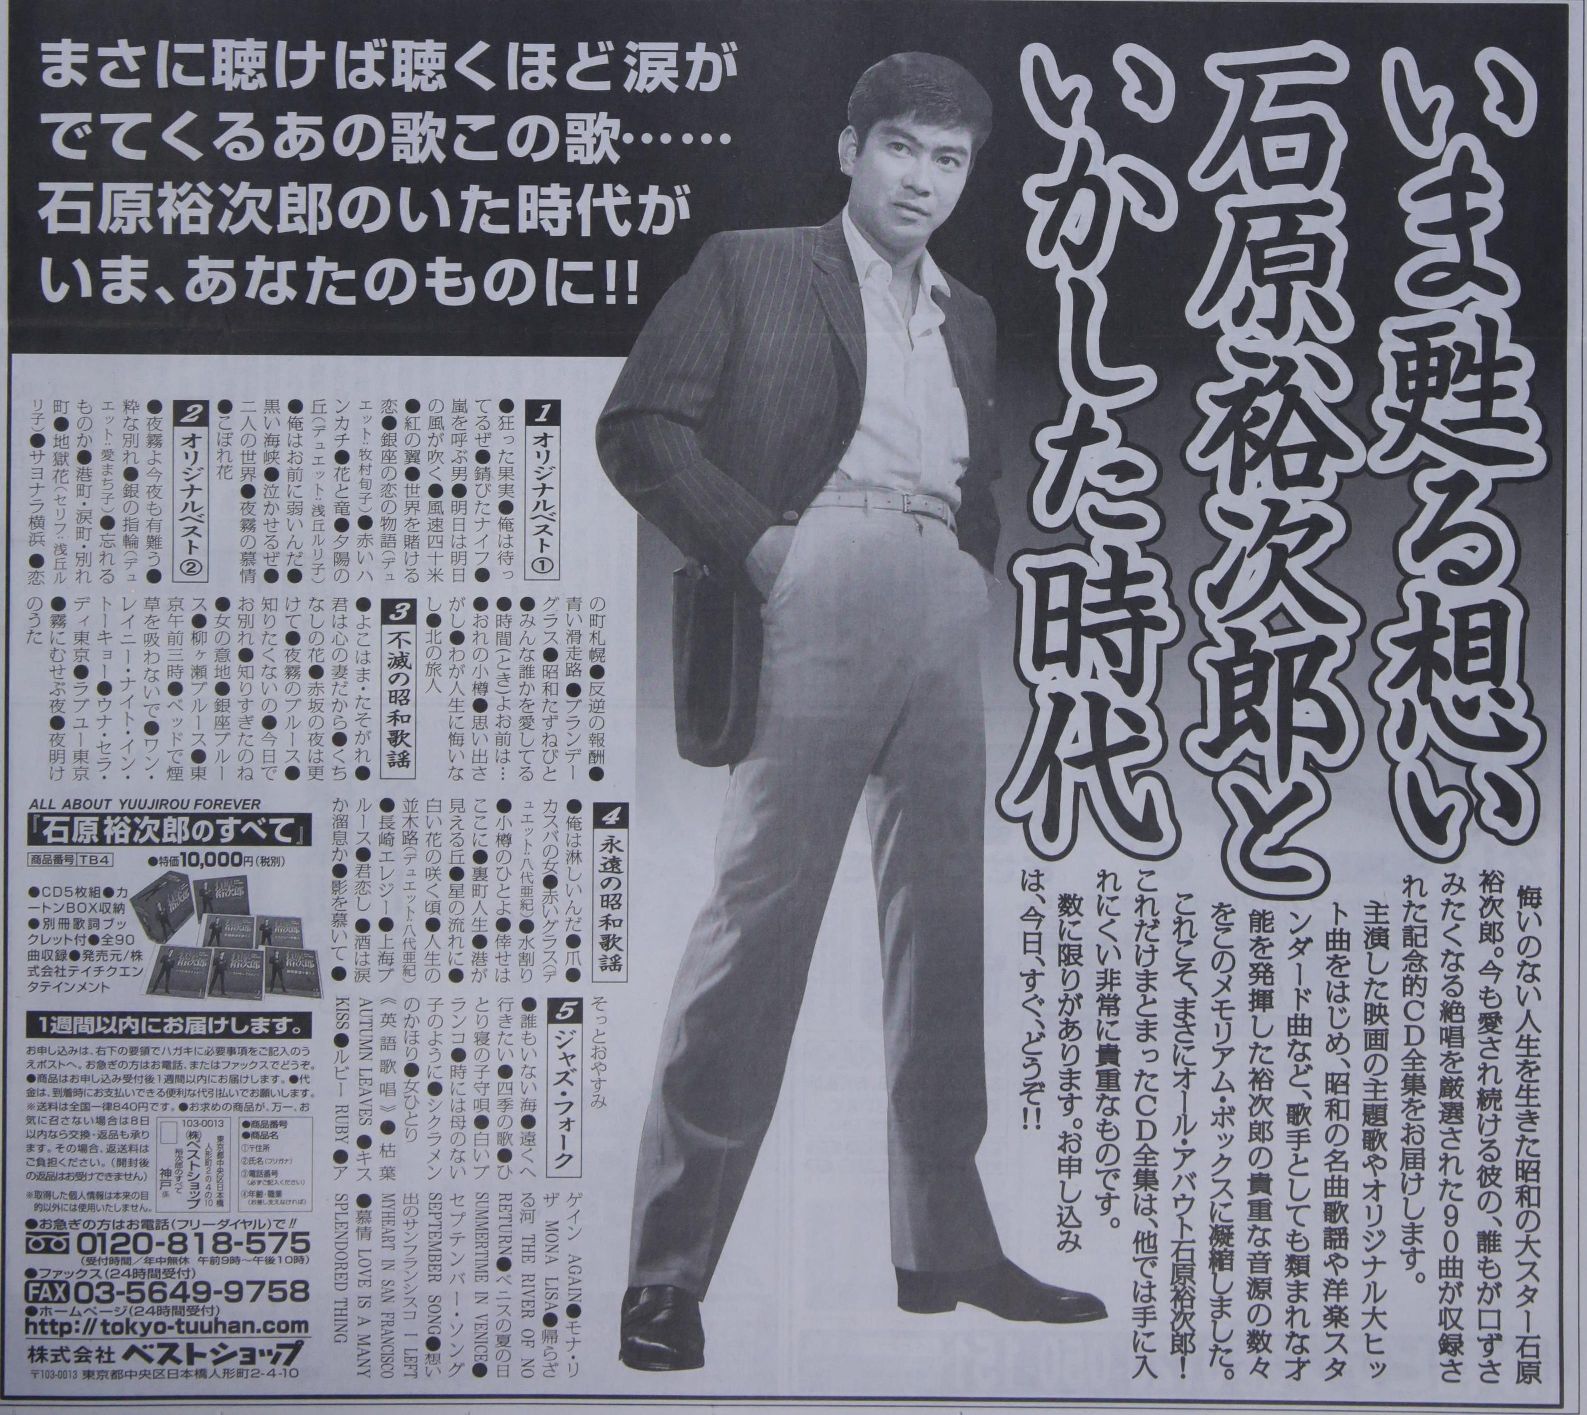 いま甦る想い
石原裕次郎と
いかした時代
まさに聴けば聴くほど涙が
でてくるあの歌この歌……
石原裕次郎のいた時代が
いま、あなたのものに!!
悔いのない人生を生きた昭和の大スター石原
裕次郎。今も愛され続ける彼の、誰もが口ずさ
みたくなる絶唱を厳選された90曲が収録さ
れた記念的CD全集をお届けします。
主演した映画の主題歌やオリジナル大ヒッ
ト曲をはじめ、昭和の名曲歌謡や洋楽スタ
ンダード曲など、歌手としても類まれな才
能を発揮した裕次郎の貴重な音源の数々
をこのメモリアム・ボックスに凝縮しました。
これこそ、まさにオール・アバウト石原裕次郎!
これだけまとまったCD全集は、他では手に入
れにくい非常に貴重なものです。
数に限りがあります。お申し込み
は、今日、すぐ、どうぞ!!
1 オリジナルベスト①
●狂った果実●俺は待っ
てるぜ●錆びたナイフ●
嵐を呼ぶ男●明日は明日
の風が吹く●風速四十米
●紅の翼●世界を賭ける
恋●銀座の恋の物語(デュ
エット:牧村旬子)●赤いハ
ンカチ●花と竜●夕陽の
丘(デュエット:浅丘ルリ子)
●俺はお前に弱いんだ●
黒い海峡●泣かせるぜ●
二人の世界●夜霧の慕情
●こぼれ花
2 オリジナルベスト②
●夜霧よ今夜も有難う●
粋な別れ●銀の指輪(デュ
エット:愛まち子)●忘れる
ものか●港町・涙町・別れ
町●地獄花(セリフ:浅丘ル
リ子)●サヨナラ横浜●恋
の町札幌●反逆の報酬●
青い滑走路●ブランデー
グラス●昭和たずねびと
●みんな誰かを愛してる
●時間(とき)よお前は…
●おれの小樽●思い出さ
がし●わが人生に悔いな
し●北の旅人
3 不滅の昭和歌謡
●よこはま・たそがれ●
君は心の妻だから●くち
なしの花●赤坂の夜は更
けて●夜霧のブルース●
知りたくないの●今日で
お別れ●知りすぎたのね
●女の意地●銀座ブルー
ス●柳ヶ瀬ブルース●東
京午前三時●ベッドで煙
草を吸わないで●ワン・
レイニー・ナイト・イン・
トーキョー●ウナ・セラ・
ディ東京●ラブユー東京
●霧にむせぶ夜●夜明け
のうた
4 永遠の昭和歌謡
●俺は淋しいんだ●爪●
カスバの女●赤いグラス(デ
ュエット:八代亜紀)●水割り
●小樽のひとよ●倖せは
ここに●裏町人生●港が
見える丘●星の流れに●
白い花の咲く頃●人生の
並木路(デュエット:八代亜紀)
●長崎エレジー●上海ブ
ルース●君恋し●酒は涙
か溜息か●影を慕いて●
そっとおやすみ
5 ジャズ・フォーク
●誰もいない海●遠くへ
行きたい●四季の歌●ひ
とり寝の子守唄●白いブ
ランコ●時には母のない
子のように●シクラメン
のかほり●女ひとり
《英語歌唱》●枯葉
AUTUMN LEAVES●キス
KISS●ルビー RUBY●ア
ゲイン AGAIN●モナ・リ
ザ MONA LISA●帰らざ
る河 THE RIVER OF NO
RETURN●ベニスの夏の日
SUMMERTIME IN VENICE●
セプテンバー・ソング
SEPTEMBER SONG●想い
出のサンフランシスコ I LEFT
MYHEART IN SAN FRANCISCO
●慕情 LOVE IS A MANY
SPLENDORED THING
ALL ABOUT YUUJIROU FOREVER
『石原裕次郎のすべて』
商品番号 TB4 ●特価10,000円(税別)
●CD5枚組●カ
ートンBOX収納
●別冊歌詞ブッ
クレット付●全90
曲収録●発売元/株
式会社テイチクエン
タテインメント
1週間以内にお届けします。
お申し込みは、右下の要領でハガキに必要事項をご記入のう
えポストへ。お急ぎの方はお電話、またはファックスでどうぞ。
●商品はお申し込み受付後1週間以内にお届けします。●代
金は、到着時にお支払いできる便利な代引払いでお願いします。
※送料は全国一律840円です。●お求めの商品が、万一、お
気に召さない場合は8日
以内なら交換・返品も承り
ます。その場合、返送料は
ご負担ください。(開封後
の返品はお受けできません)
※取得した個人情報は本来の目
的以外には使用いたしません。
103-0013
東京都中央区日本橋
人形町2の4の10
(株)ベストショップ
裕次郎のすべて
神戸 係
●商品番号
●商品名
①〒住所
②氏名(フリガナ)
③電話番号
(必ずご記入ください)
④年齢・職業
(お差し支えなければ)
●お急ぎの方はお電話(フリーダイヤル)で!!
0120-818-575
(受付時間/年中無休 午前9時〜午後10時)
●ファックス(24時間受付)
FAX 03-5649-9758
●ホームページ(24時間受付)
http://tokyo-tuuhan.com
株式会社 ベストショップ
〒103-0013 東京都中央区日本橋人形町2-4-10